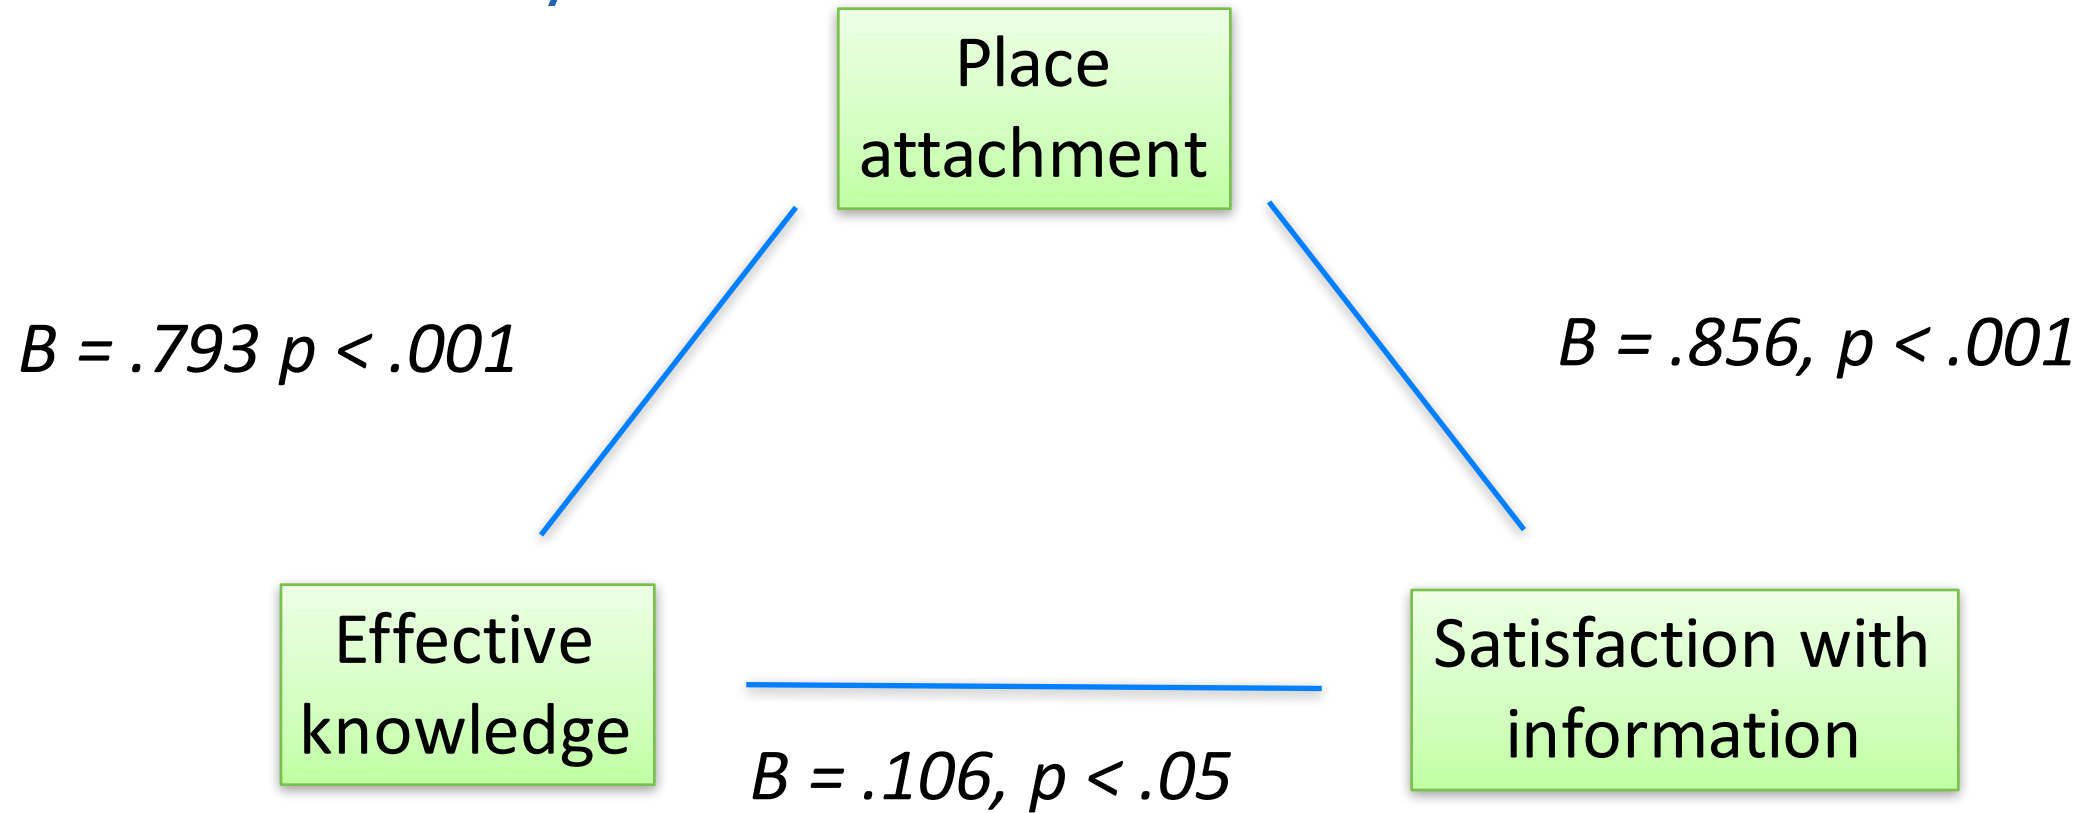 Place
attachment
B = .793 p < .001
B = .856, p < .001
Effective
knowledge
Satisfaction with
information
B = .106, p < .05